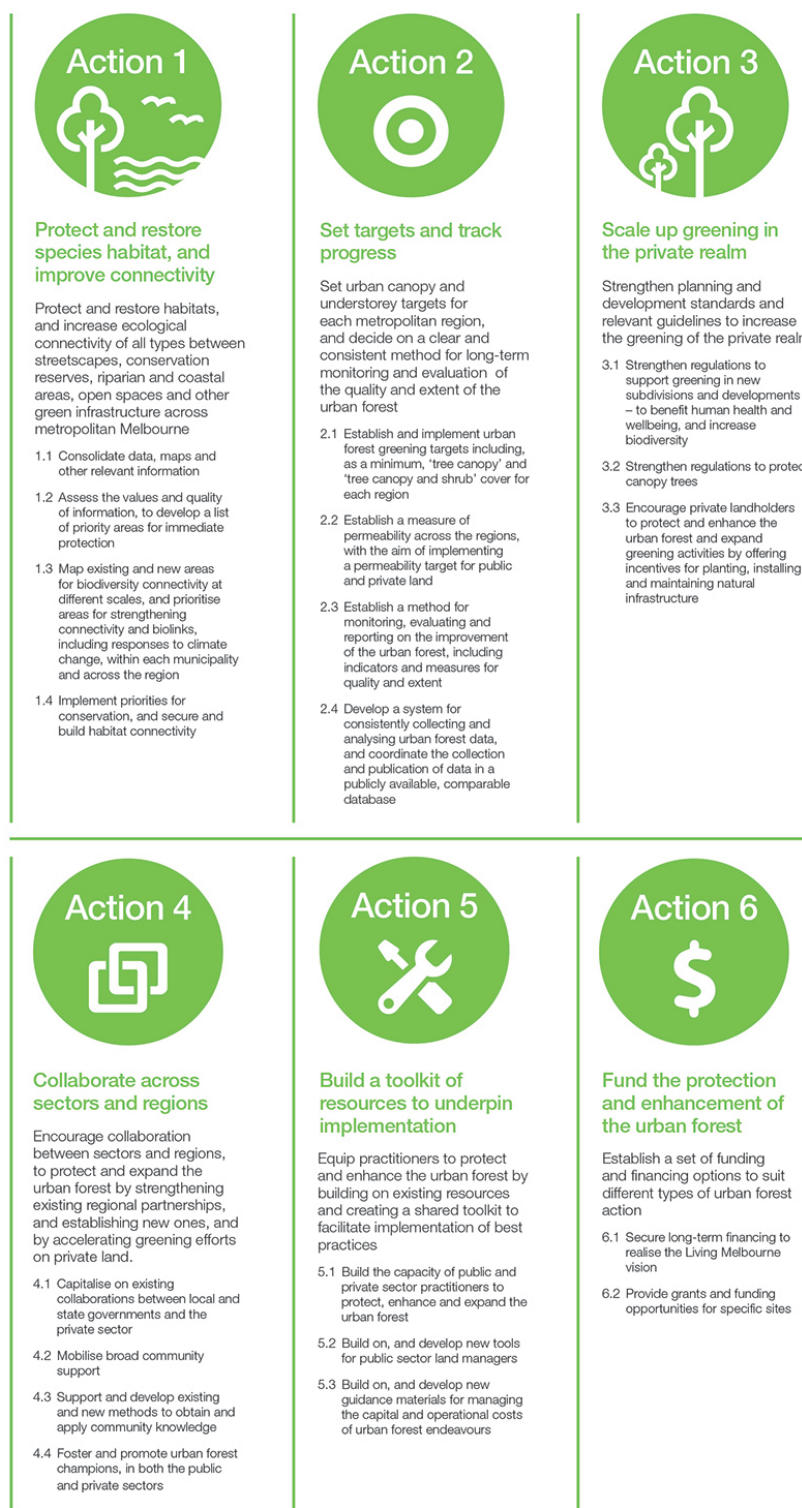 Action 1
Protect and restore
species habitat, and
improve connectivity
Protect and restore habitats,
and increase ecological
connectivity of all types between
streetscapes, conservation
reserves, riparian and coastal
areas, open spaces and other
green infrastructure across
metropolitan Melbourne
1.1 Consolidate data, maps and
other relevant information
1.2 Assess the values and quality
of information, to develop a list
of priority areas for immediate
protection
1.3 Map existing and new areas
for biodiversity connectivity at
different scales, and prioritise
areas for strengthening
connectivity and biolinks,
including responses to climate
change, within each municipality
and across the region
1.4 Implement priorities for
conservation, and secure and
build habitat connectivity
Action 2
Set targets and track
progress
Set urban canopy and
understorey targets for
each metropolitan region,
and decide on a clear and
consistent method for long-term
monitoring and evaluation of
the quality and extent of the
urban forest
2.1 Establish and implement urban
forest greening targets including,
as a minimum, ‘tree canopy’ and
‘tree canopy and shrub’ cover for
each region
2.2 Establish a measure of
permeability across the regions,
with the aim of implementing
a permeability target for public
and private land
2.3 Establish a method for
monitoring, evaluating and
reporting on the improvement
of the urban forest, including
indicators and measures for
quality and extent
2.4 Develop a system for
consistently collecting and
analysing urban forest data,
and coordinate the collection
and publication of data in a
publicly available, comparable
database
Action 3
Scale up greening in
the private realm
Strengthen planning and
development standards and
relevant guidelines to increase
the greening of the private
3.1 Strengthen regulations to
support greening in new
subdivisions and developments
– to benefit human health and
wellbeing, and increase
biodiversity
3.2 Strengthen regulations to
canopy trees
3.3 Encourage private landholders
to protect and enhance the
urban forest and expand
greening activities by offering
incentives for planting, installing
and maintaining natural
infrastructure
Action 4
Collaborate across
sectors and regions
Encourage collaboration
between sectors and regions,
to protect and expand the
urban forest by strengthening
existing regional partnerships,
and establishing new ones, and
by accelerating greening efforts
on private land.
4.1 Capitalise on existing
collaborations between local and
state governments and the
private sector
4.2 Mobilise broad community
support
4.3 Support and develop existing
and new methods to obtain and
apply community knowledge
4.4 Foster and promote urban forest
champions, in both the public
and private sectors
Action 5
Build a toolkit of
resources to underpin
implementation
Equip practitioners to protect
and enhance the urban forest by
building on existing resources
and creating a shared toolkit to
facilitate implementation of best
practices
5.1 Build the capacity of public and
private sector practitioners to
protect, enhance and expand the
urban forest
5.2 Build on, and develop new tools
for public sector land managers
5.3 Build on, and develop new
guidance materials for managing
the capital and operational costs
of urban forest endeavours
Action 6
$
Fund the protection
and enhancement of
the urban forest
Establish a set of funding
and financing options to suit
different types of urban forest
action
6.1 Secure long-term financing to
realise the Living Melbourne
vision
6.2 Provide grants and funding
opportunities for specific sites